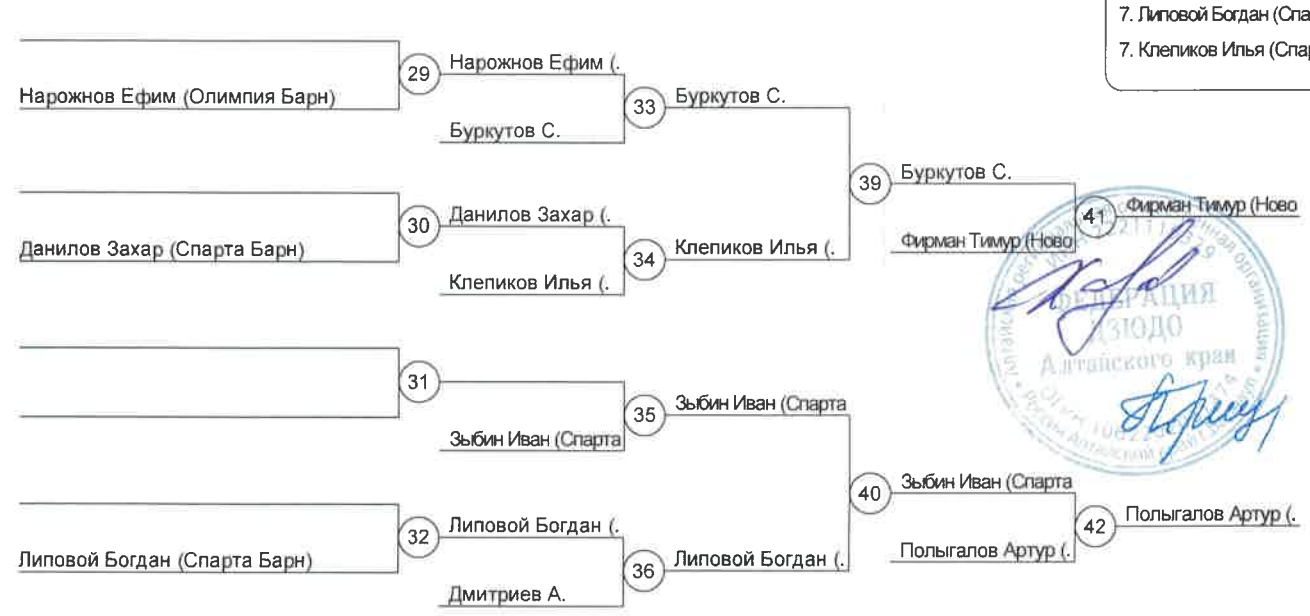 7. Липовой Богдан (Спа
7. Клепиков Илья (Спар
29
Нарожнов Ефим (.
Нарожнов Ефим (Олимпия Барн)
33
Буркутов С.
Буркутов С.
39
Буркутов С.
30
Данилов Захар (.
Данилов Захар (Спарта Барн)
34
Клепиков Илья (.
Клепиков Илья (.
Фирман Тимур (Ново
41
Фирман Тимур (Ново
ФЕДЕРАЦИЯ
ДЗЮДО
Алтайского края
31
35
Зыбин Иван (Спарта
Зыбин Иван (Спарта
40
Зыбин Иван (Спарта
32
Липовой Богдан (.
Липовой Богдан (Спарта Барн)
36
Липовой Богдан (.
Дмитриев А.
42
Полыгалов Артур (.
Полыгалов Артур (.